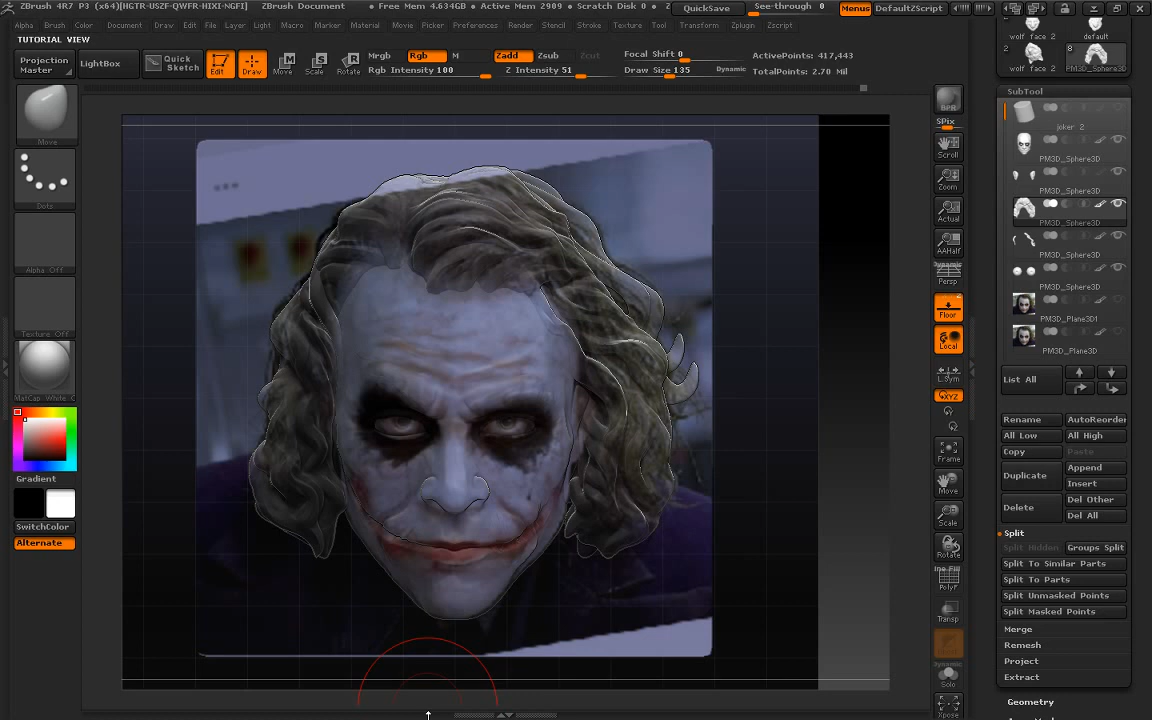 ZBrush 4R7 P3 (x64)[HGTR-USZF-QWFR-HIXI-NGFI] ZBrush Document • Free Mem 4.634GB • Active Mem 2909 • Scratch Disk 0 • Z QuickSave See-through 0 Menus DefaultZScript
Alpha Brush Color Document Draw Edit File Layer Light Macro Marker Material Movie Picker Preferences Render Stencil Stroke Texture Tool Transform Zplugin Zscript
TUTORIAL VIEW
Projection Master
LightBox
Quick Sketch
Edit
Draw
Move
Scale
Rotate
Mrgb Rgb M
Rgb Intensity 100
Zadd Zsub Zcut
Z Intensity 51
Focal Shift 0
Draw Size 135 Dynamic
ActivePoints: 417,443
TotalPoints: 2.70 Mil
Move
Dots
Alpha Off
Texture Off
MatCap White C
Gradient
SwitchColor
Alternate
BPR
SPix
Scroll
Zoom
Actual
AAHalf
Dynamic
Persp
Floor
Local
L.Sym
XYZ
Frame
Move
Scale
Rotate
Line Fill
PolyF
Transp
Dynamic
Solo
Xpose
wolf face 2 default
2 8
wolf face 2 PM3D_Sphere3D
SubTool
joker 2
PM3D_Sphere3D
PM3D_Sphere3D
PM3D_Sphere3D
PM3D_Sphere3D
PM3D_Sphere3D
PM3D_Plane3D1
PM3D_Plane3D
List All
Rename AutoReorder
All Low All High
Copy Paste
Duplicate Append
Insert
Delete Del Other
Del All
Split
Split Hidden Groups Split
Split To Similar Parts
Split To Parts
Split Unmasked Points
Split Masked Points
Merge
Remesh
Project
Extract
Geometry